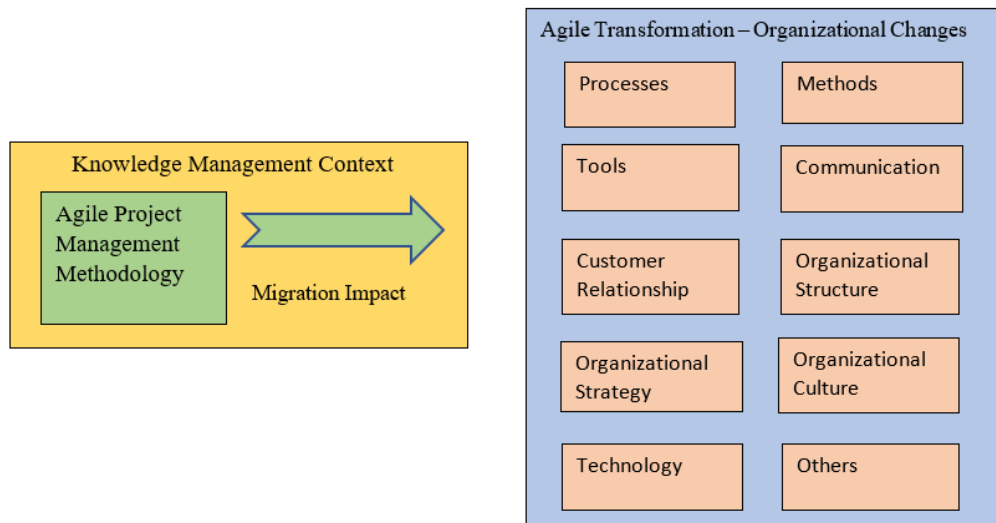 Knowledge Management Context
Agile Project
Management
Methodology
Migration Impact
Agile Transformation – Organizational Changes
Processes
Methods
Tools
Communication
Customer
Relationship
Organizational
Structure
Organizational
Strategy
Organizational
Culture
Technology
Others